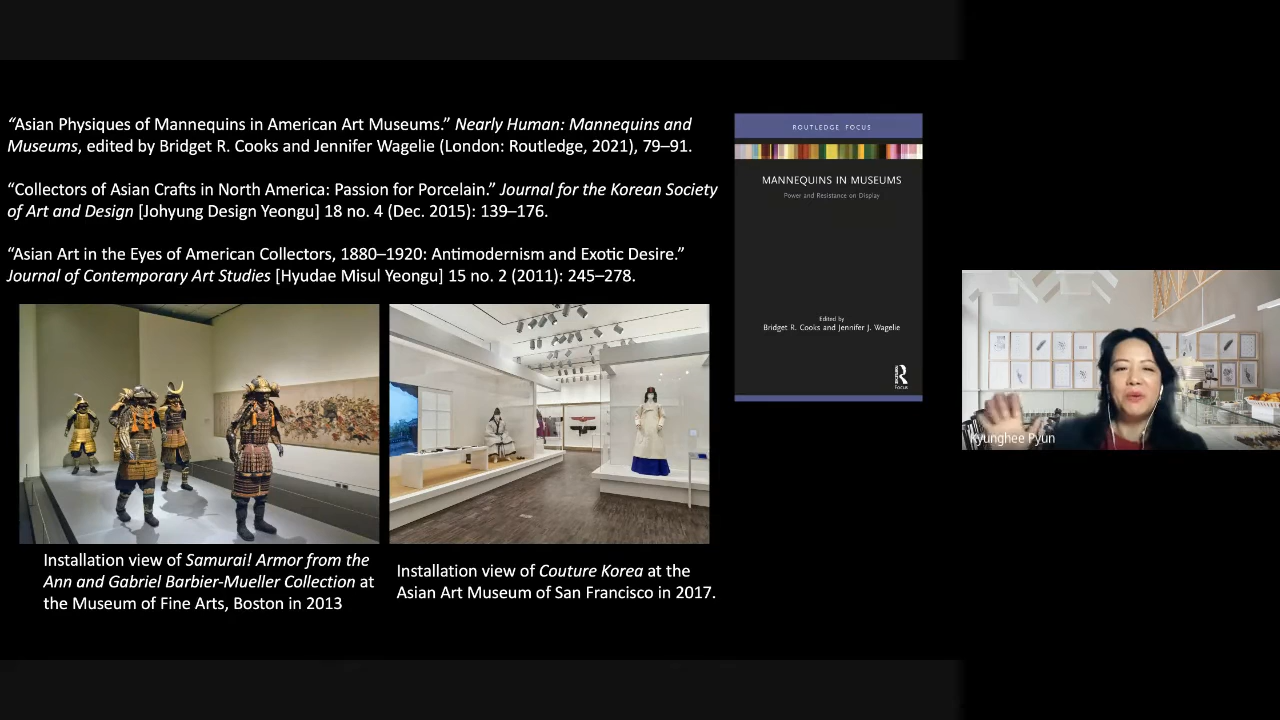 “Asian Physiques of Mannequins in American Art Museums.” Nearly Human: Mannequins and
Museums, edited by Bridget R. Cooks and Jennifer Wagelie (London: Routledge, 2021), 79–91.
“Collectors of Asian Crafts in North America: Passion for Porcelain.” Journal for the Korean Society
of Art and Design [Johyung Design Yeongu] 18 no. 4 (Dec. 2015): 139–176.
“Asian Art in the Eyes of American Collectors, 1880–1920: Antimodernism and Exotic Desire.”
Journal of Contemporary Art Studies [Hyudae Misul Yeongu] 15 no. 2 (2011): 245–278.
Installation view of Samurai! Armor from the
Ann and Gabriel Barbier-Mueller Collection at
the Museum of Fine Arts, Boston in 2013
Installation view of Couture Korea at the
Asian Art Museum of San Francisco in 2017.
ROUTLEDGE FOCUS
MANNEQUINS IN MUSEUMS
Power and Resistance on Display
Edited by
Bridget R. Cooks and Jennifer J. Wagelie
R
Focus
Kyunghee Pyun